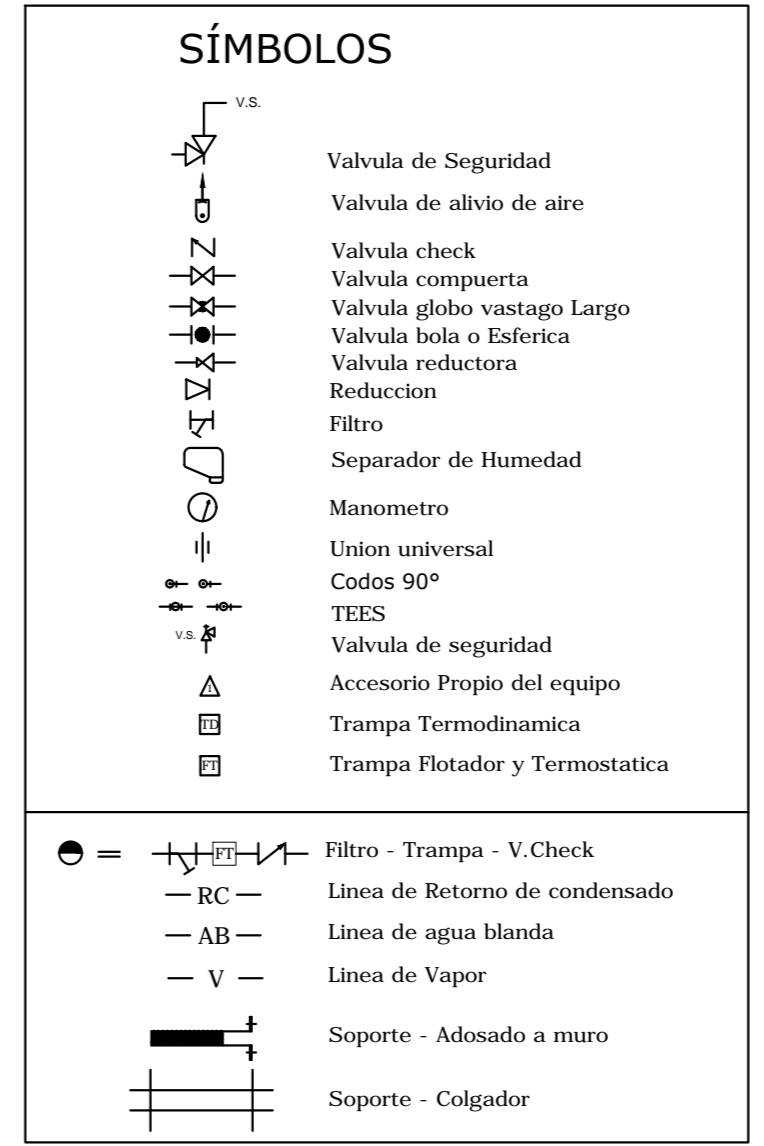 SÍMBOLOS
V.S.
Valvula de Seguridad
Valvula de alivio de aire
Valvula check
Valvula compuerta
Valvula globo vastago Largo
Valvula bola o Esferica
Valvula reductora
Reduccion
Filtro
Separador de Humedad
Manometro
Union universal
Codos 90°
TEES
V.S. Valvula de seguridad
1 Accesorio Propio del equipo
TD Trampa Termodinamica
FT Trampa Flotador y Termostatica
= FT Filtro - Trampa - V.Check
RC Linea de Retorno de condensado
AB Linea de agua blanda
V Linea de Vapor
Soporte - Adosado a muro
Soporte - Colgador